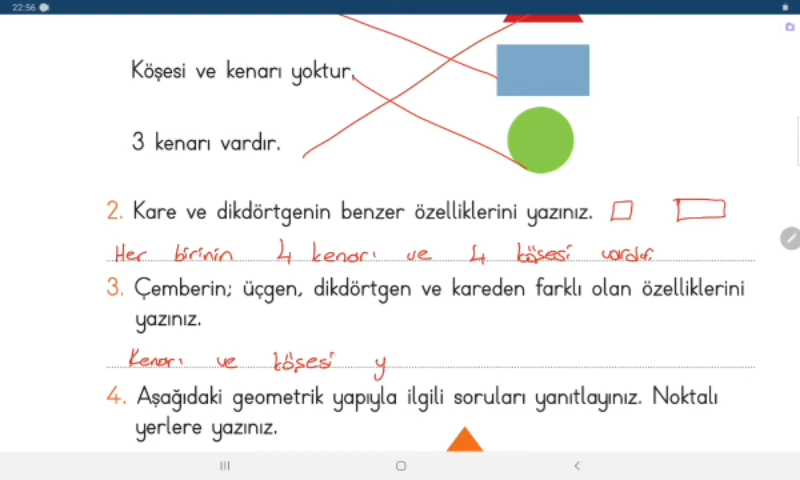 22:56
Köşesi ve kenarı yoktur.
3 kenarı vardır.
2. Kare ve dikdörtgenin benzer özelliklerini yazınız.
Her birinin 4 kenarı ve 4 köşesi vardır.
3. Çemberin; üçgen, dikdörtgen ve kareden farklı olan özelliklerini
yazınız.
Kenarı ve köşesi y
4. Aşağıdaki geometrik yapıyla ilgili soruları yanıtlayınız. Noktalı
yerlere yazınız.